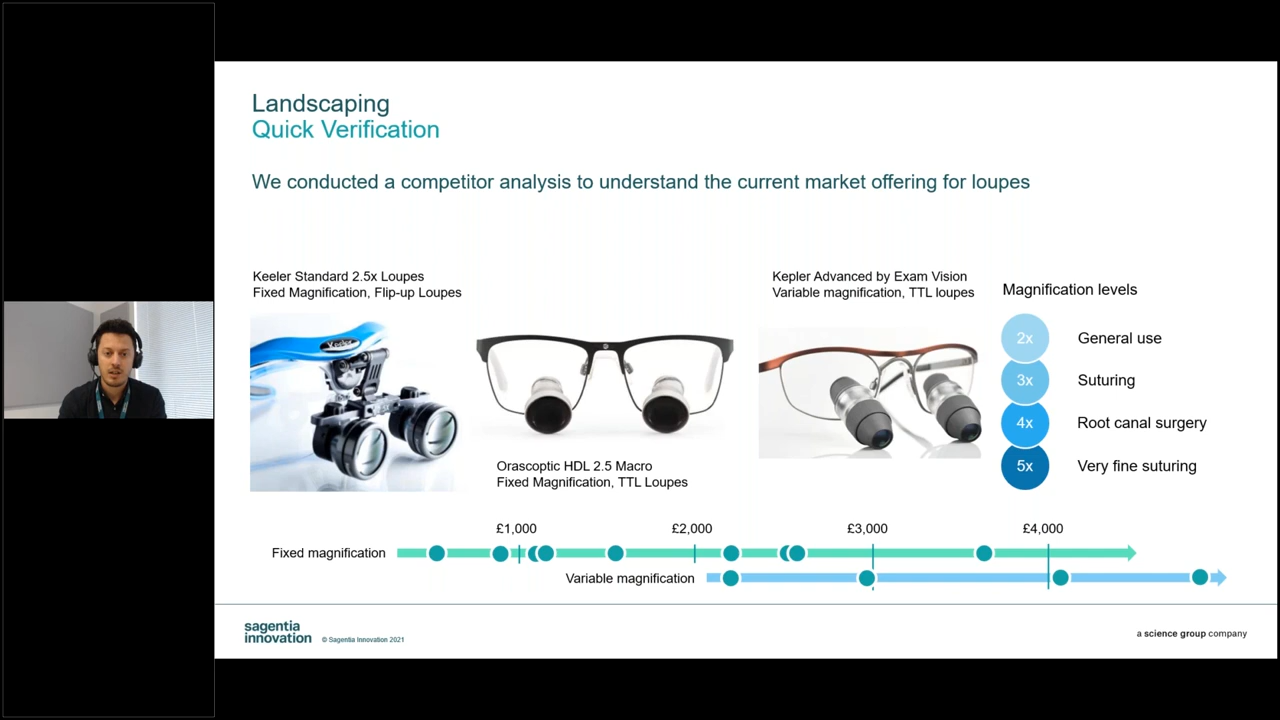 Landscaping
Quick Verification
We conducted a competitor analysis to understand the current market offering for loupes
Keeler Standard 2.5x Loupes
Fixed Magnification, Flip-up Loupes
Keeler
Orascoptic HDL 2.5 Macro
Fixed Magnification, TTL Loupes
Kepler Advanced by Exam Vision
Variable magnification, TTL loupes
Magnification levels
2x General use
3x Suturing
4x Root canal surgery
5x Very fine suturing
£1,000 £2,000 £3,000 £4,000
Fixed magnification
Variable magnification
sagentia
innovation
© Sagentia Innovation 2021
a science group company